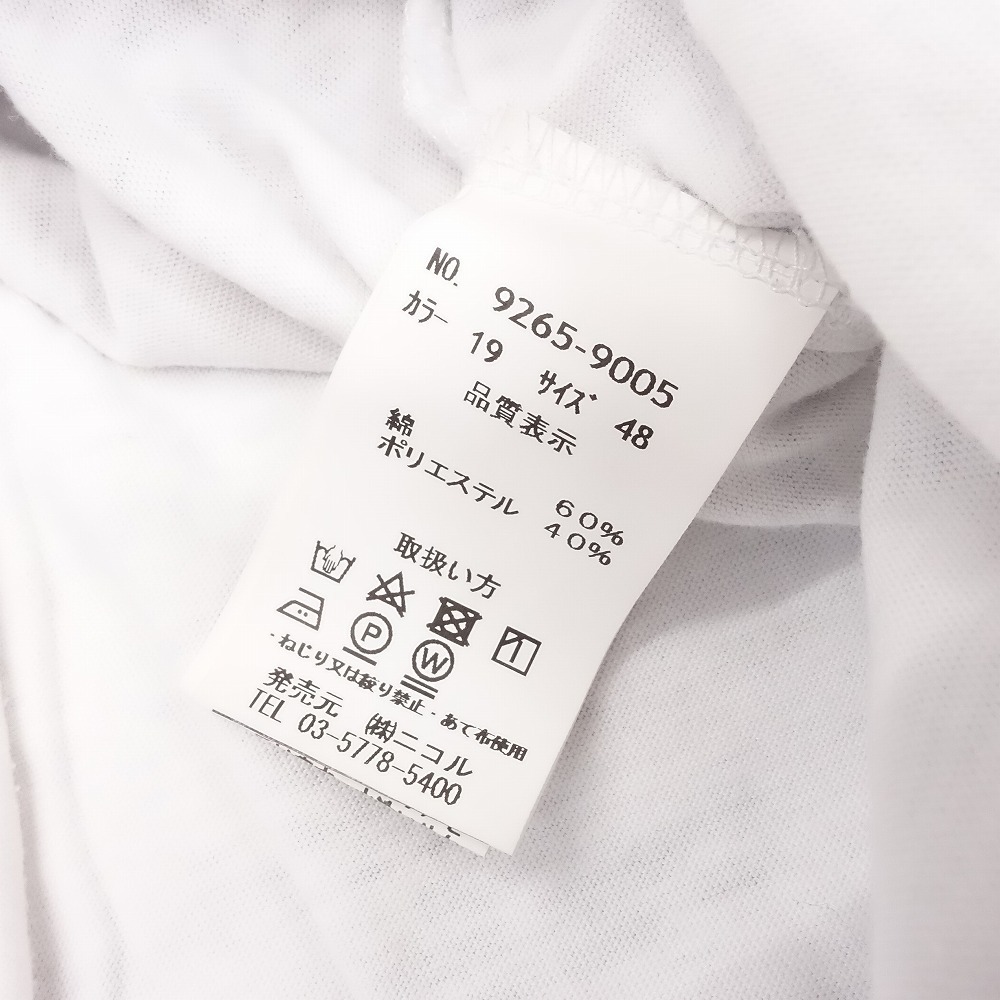 NO. 9265-9005
カラー 19 サイズ 48
品質表示
綿 60%
ポリエステル 40%
取扱い方
P W
・ねじり又は絞り禁止・あて布使用
発売元 ㈱ニコル
TEL 03-5778-5400